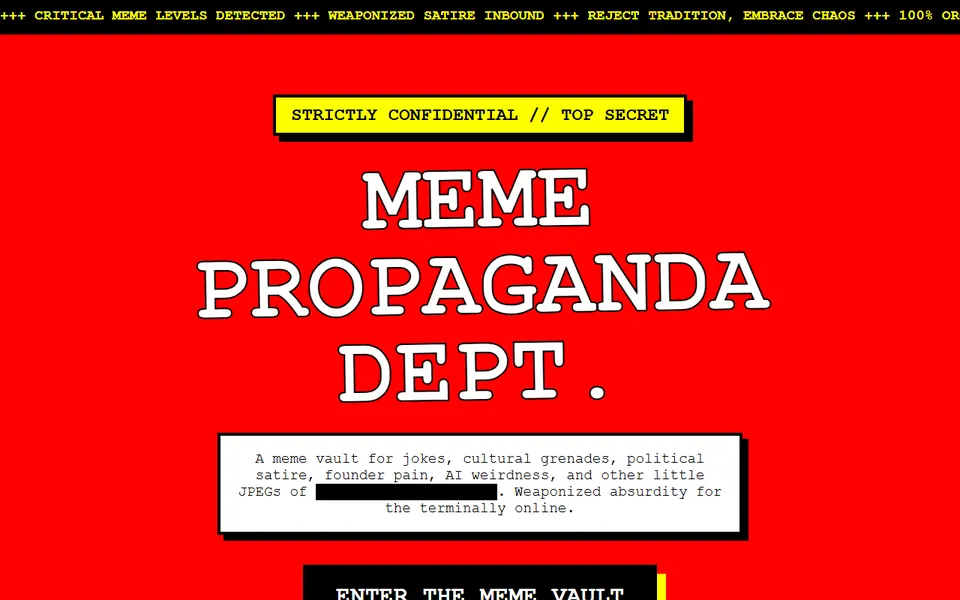 +++ CRITICAL MEME LEVELS DETECTED +++ WEAPONIZED SATIRE INBOUND +++ REJECT TRADITION, EMBRACE CHAOS +++ 100% OR
STRICTLY CONFIDENTIAL // TOP SECRET
MEME
PROPAGANDA
DEPT.
A meme vault for jokes, cultural grenades, political
satire, founder pain, AI weirdness, and other little
JPEGs of . Weaponized absurdity for
the terminally online.
ENTER THE MEME VAULT